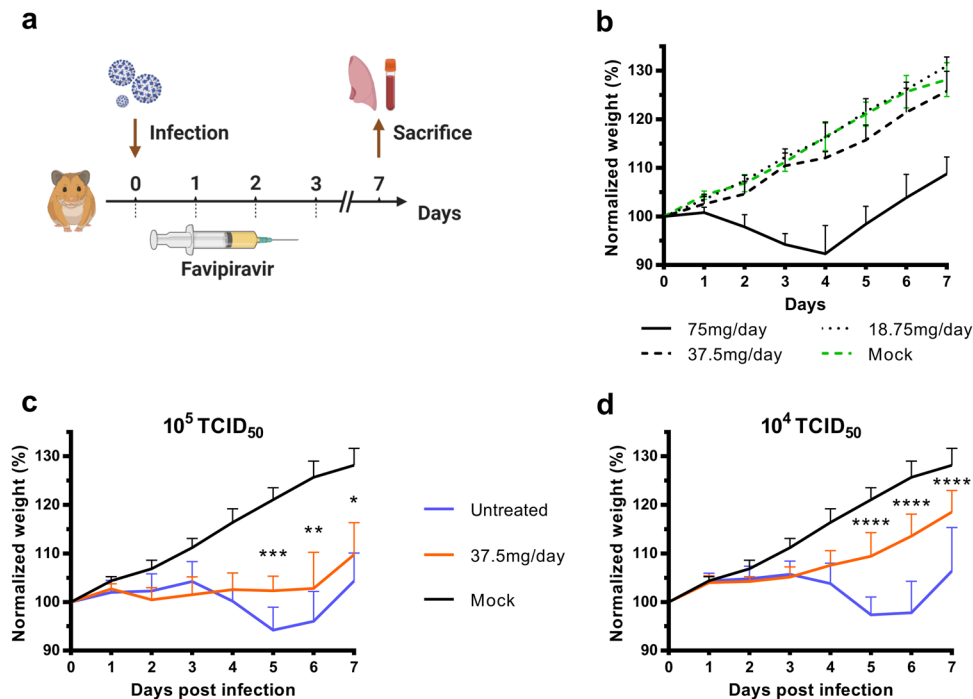 a
Infection
Sacrifice
0
1
2
3
7
Days
Favipiravir
b
Normalized weight (%)
130
120
110
100
90
0 1 2 3 4 5 6 7
Days
75mg/day
18.75mg/day
37.5mg/day
Mock
c
10⁵ TCID₅₀
Normalized weight (%)
130
120
110
100
90
***
**
*
0 1 2 3 4 5 6 7
Days post infection
Untreated
37.5mg/day
Mock
d
10⁴ TCID₅₀
Normalized weight (%)
130
120
110
100
90
****
****
****
0 1 2 3 4 5 6 7
Days post infection